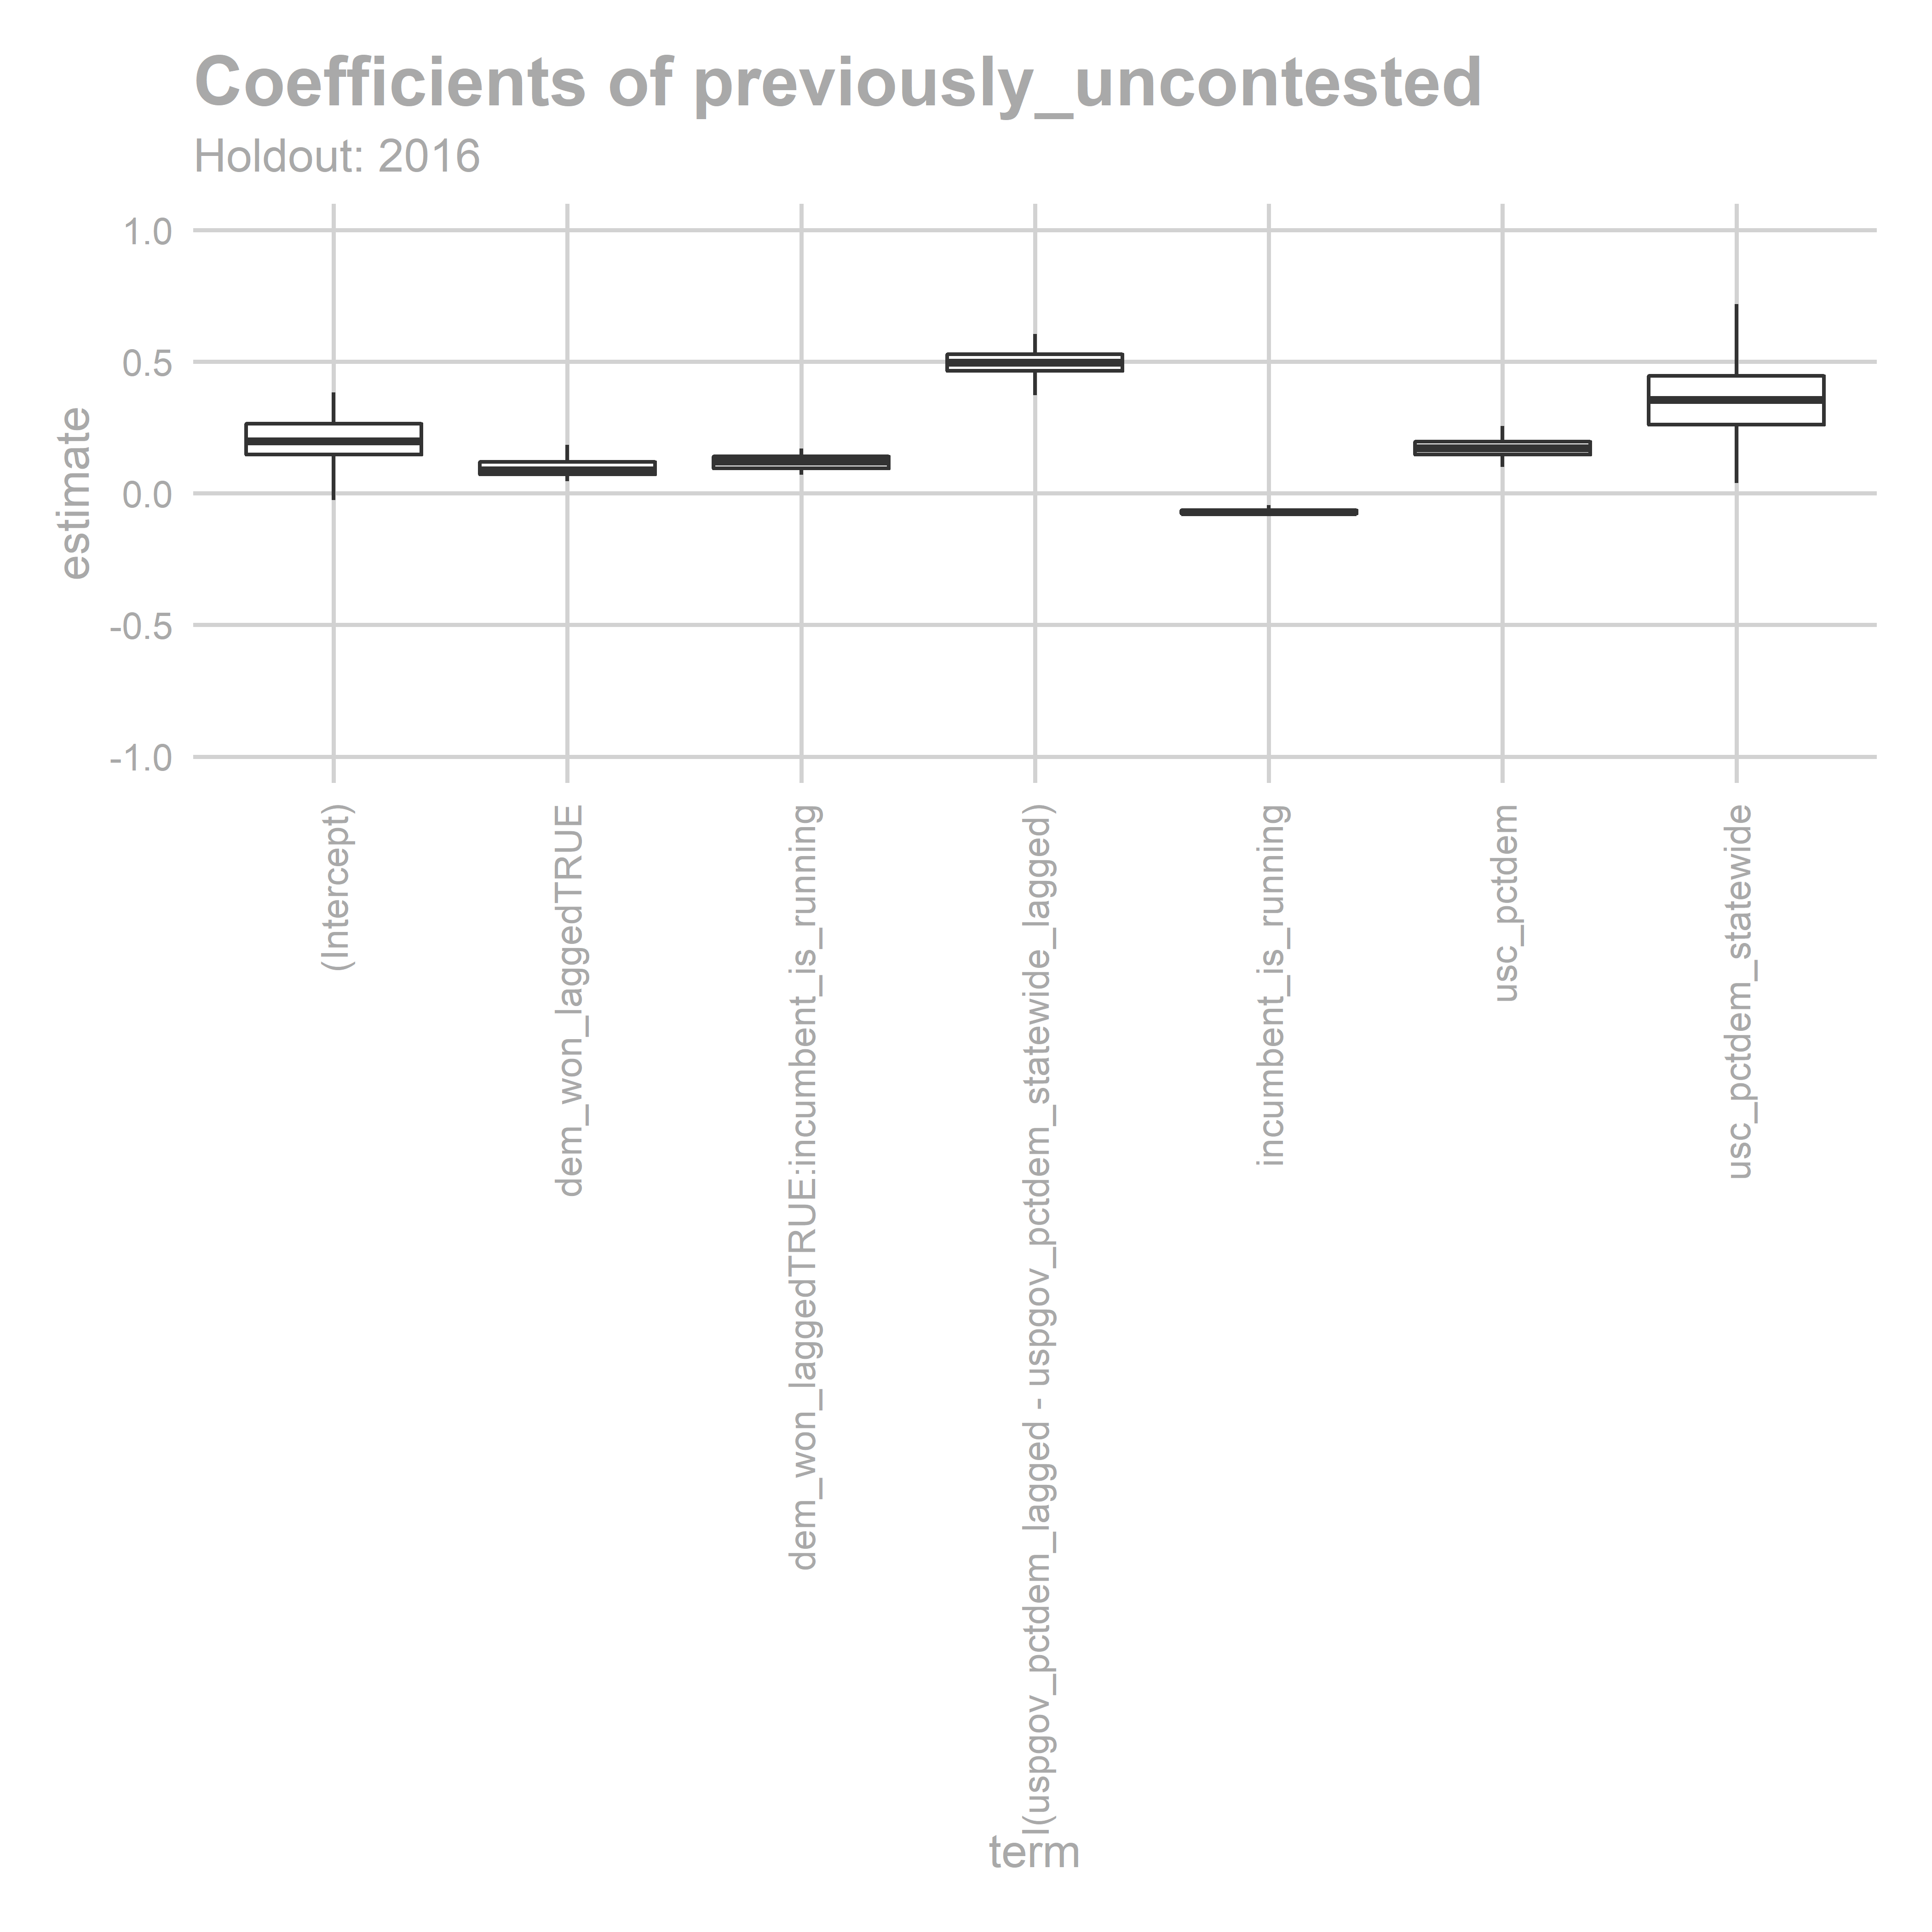 Coefficients of previously_uncontested
Holdout: 2016
estimate
1.0
0.5
0.0
-0.5
-1.0
(Intercept)
dem_won_laggedTRUE
dem_won_laggedTRUE:incumbent_is_running
I(uspgov_pctdem_lagged - uspgov_pctdem_statewide_lagged)
incumbent_is_running
usc_pctdem
usc_pctdem_statewide
term